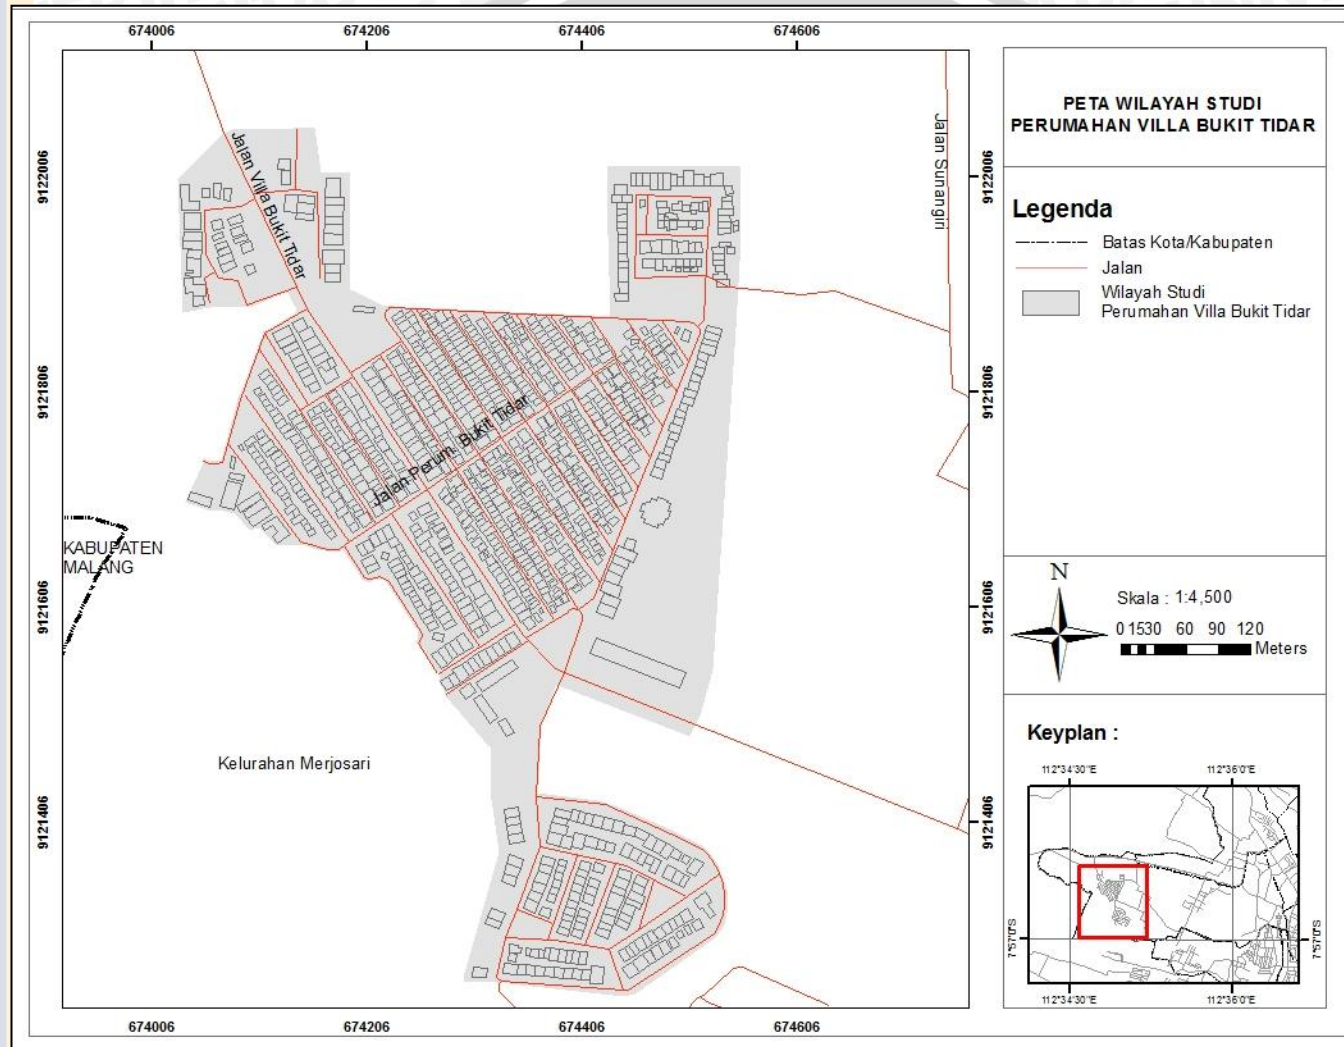 674006 674206 674406 674606
9122006
9121806
9121606
9121406
Jalan Villa Bukit Tidar
Jalan Sunangiri
Jalan Perum. Bukit Tidar
KABUPATEN
MALANG
Kelurahan Merjosari
9122006
9121806
9121606
9121406
674006 674206 674406 674606
PETA WILAYAH STUDI
PERUMAHAN VILLA BUKIT TIDAR
Legenda
Batas Kota/Kabupaten
Jalan
Wilayah Studi
Perumahan Villa Bukit Tidar
N
Skala : 1:4,500
0 1530 60 90 120
Meters
Keyplan :
112°34'30"E 112°36'0"E
7°57'0"S 7°57'0"S
112°34'30"E 112°36'0"E